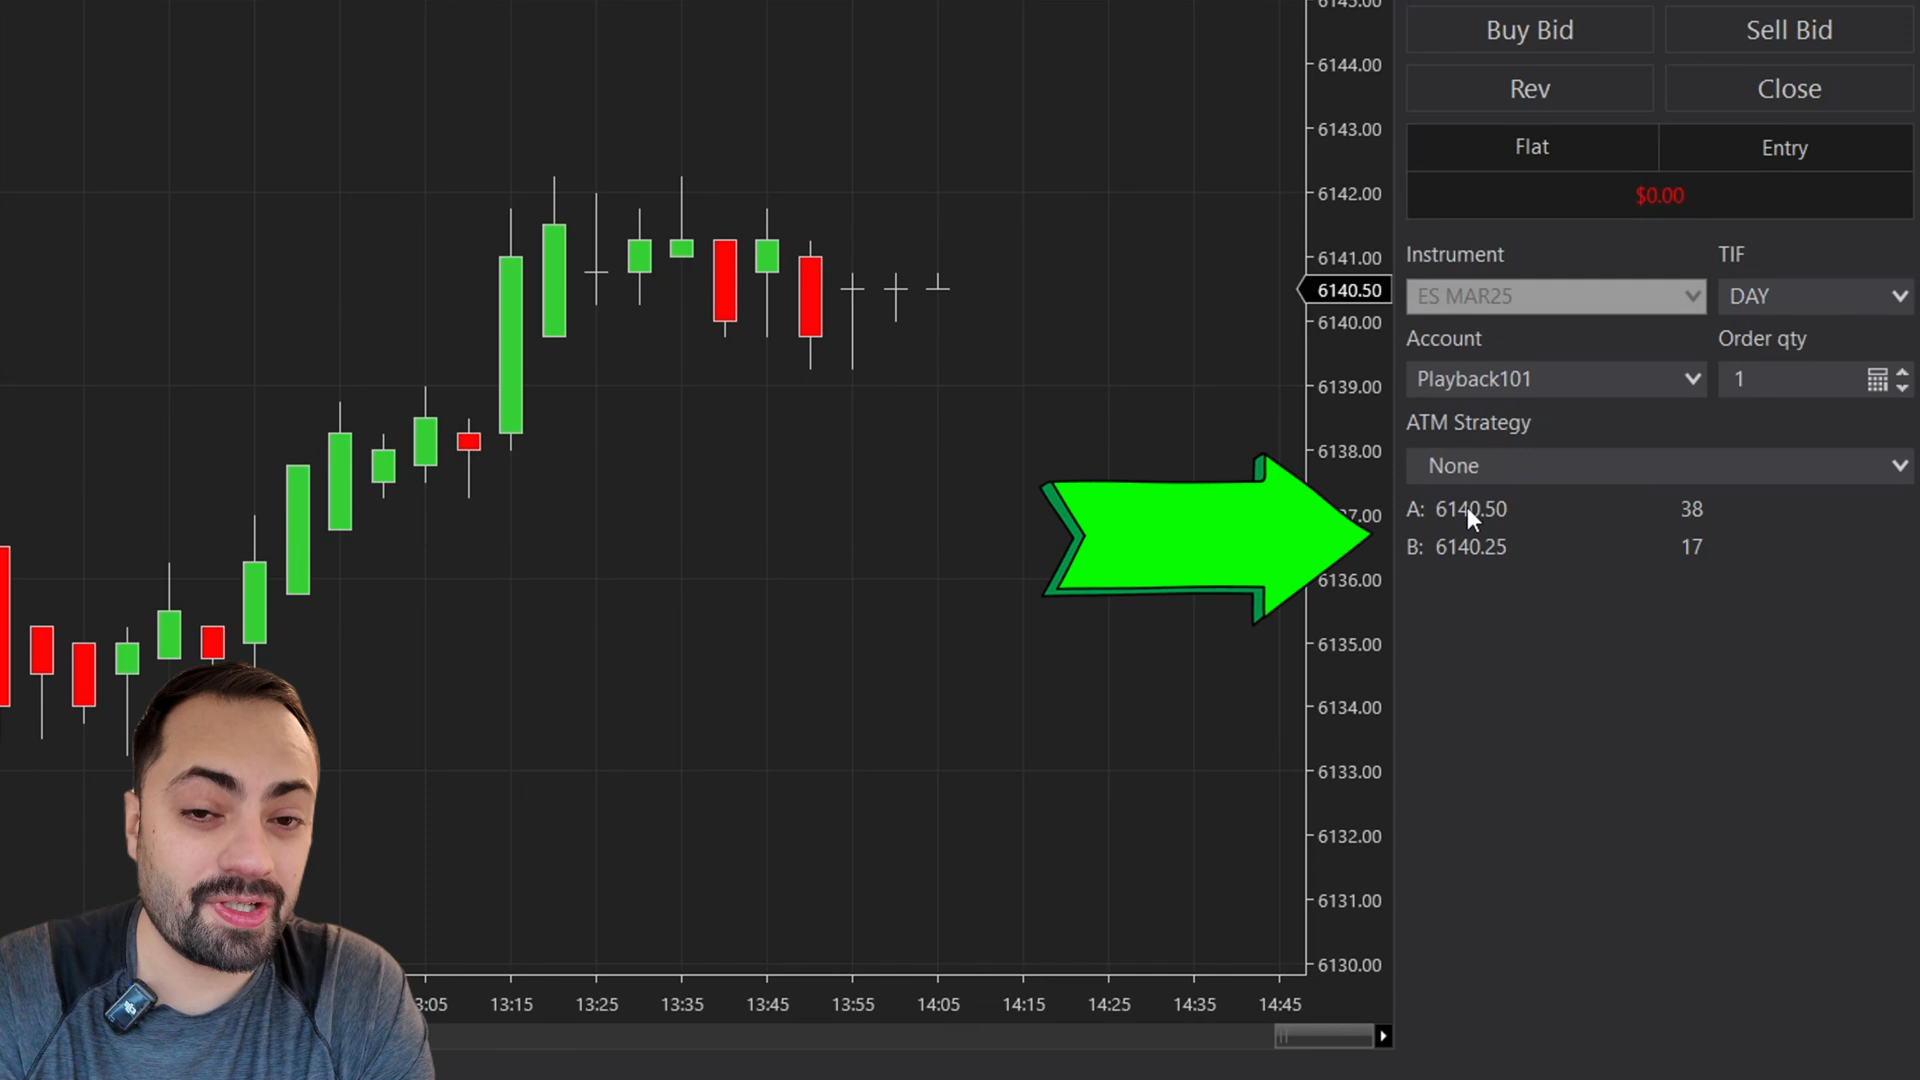 Buy Bid Sell Bid
Rev Close
Flat Entry
$0.00
Instrument TIF
ES MAR25 DAY
Account Order qty
Playback101 1
ATM Strategy
None
A: 6140.50 38
B: 6140.25 17
6144.00
6143.00
6142.00
6141.00
6140.50
6140.00
6139.00
6138.00
6136.00
6135.00
6134.00
6133.00
6132.00
6131.00
6130.00
13:15 13:25 13:35 13:45 13:55 14:05 14:15 14:25 14:35 14:45